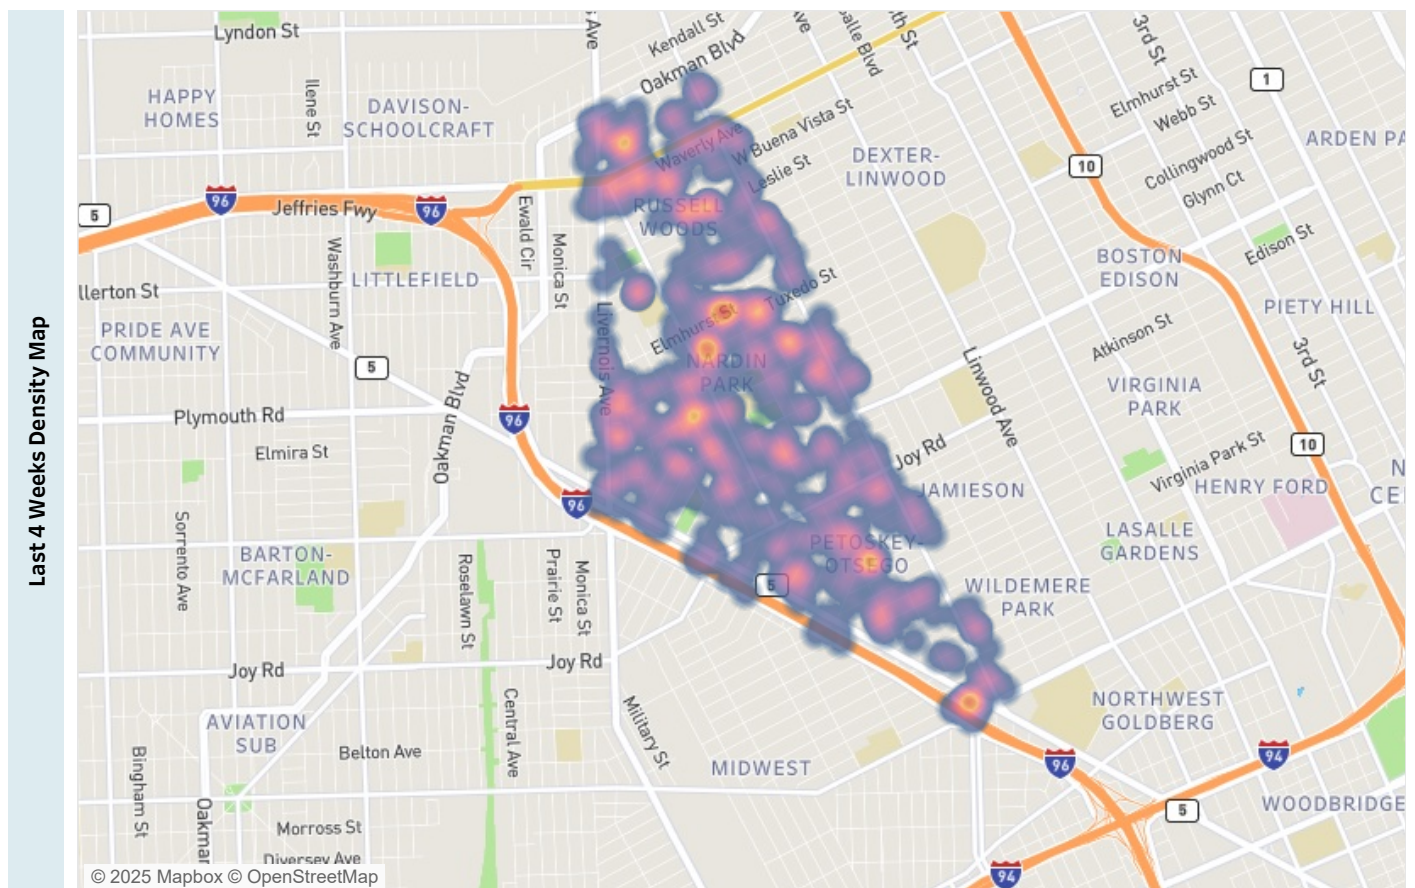 Last 4 Weeks Density Map
Lyndon St
Kendall St
Oakman Blvd
3rd St
1
Elmhurst St
Webb St
HAPPY
HOMES
Ilene St
DAVISON-
SCHOOLCRAFT
Waverly Ave
W Buena Vista St
Leslie St
DEXTER-
LINWOOD
10
Collingwood St
Glynn Ct
96
96
5
Jeffries Fwy
Ewald Cir
RUSSELL
WOODS
Monica St
Washburn Ave
LITTLEFIELD
Edison St
BOSTON
EDISON
llerton St
Tuxedo St
Elmhurst St
Livernois Ave
PIETY HILL
PRIDE AVE
COMMUNITY
5
NARDIN
PARK
Atkinson St
3rd St
Linwood Ave
VIRGINIA
PARK
Plymouth Rd
96
Oakman Blvd
Elmira St
Joy Rd
10
Virginia Park St
JAMIESON
HENRY FORD
96
Sorrento Ave
PETOSKEY-
OTSEGO
LASALLE
GARDENS
BARTON-
MCFARLAND
Roselawn St
Prairie St
Monica St
5
WILDEMERE
PARK
Joy Rd
Joy Rd
Central Ave
Military St
NORTHWEST
GOLDBERG
AVIATION
SUB
Belton Ave
MIDWEST
96
94
Bingham St
5
WOODBRIDGE
Morross St
Diversey Ave
94
© 2025 Mapbox © OpenStreetMap